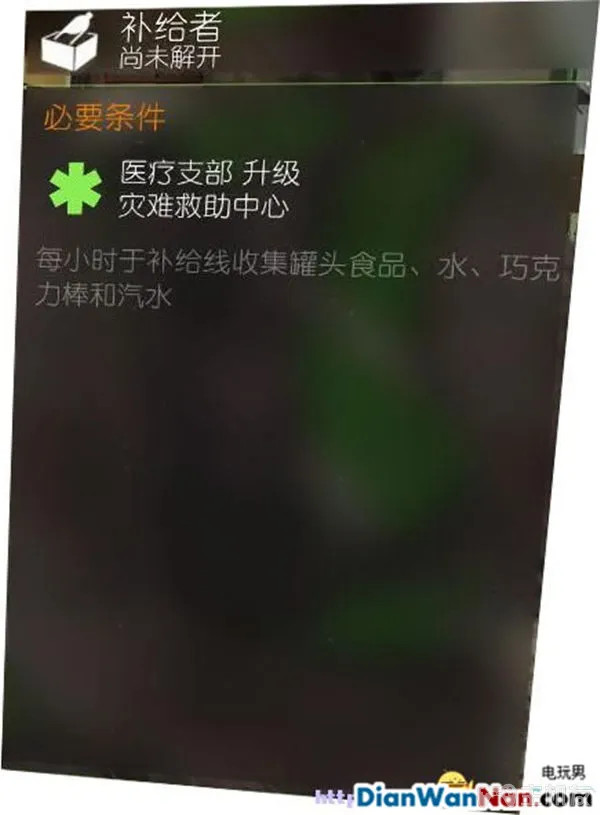 补给者
尚未解开
必要条件
医疗支部 升级
灾难救助中心
每小时于补给线收集罐头食品、水、巧克
力棒和汽水
电玩男
DianWanNan.com